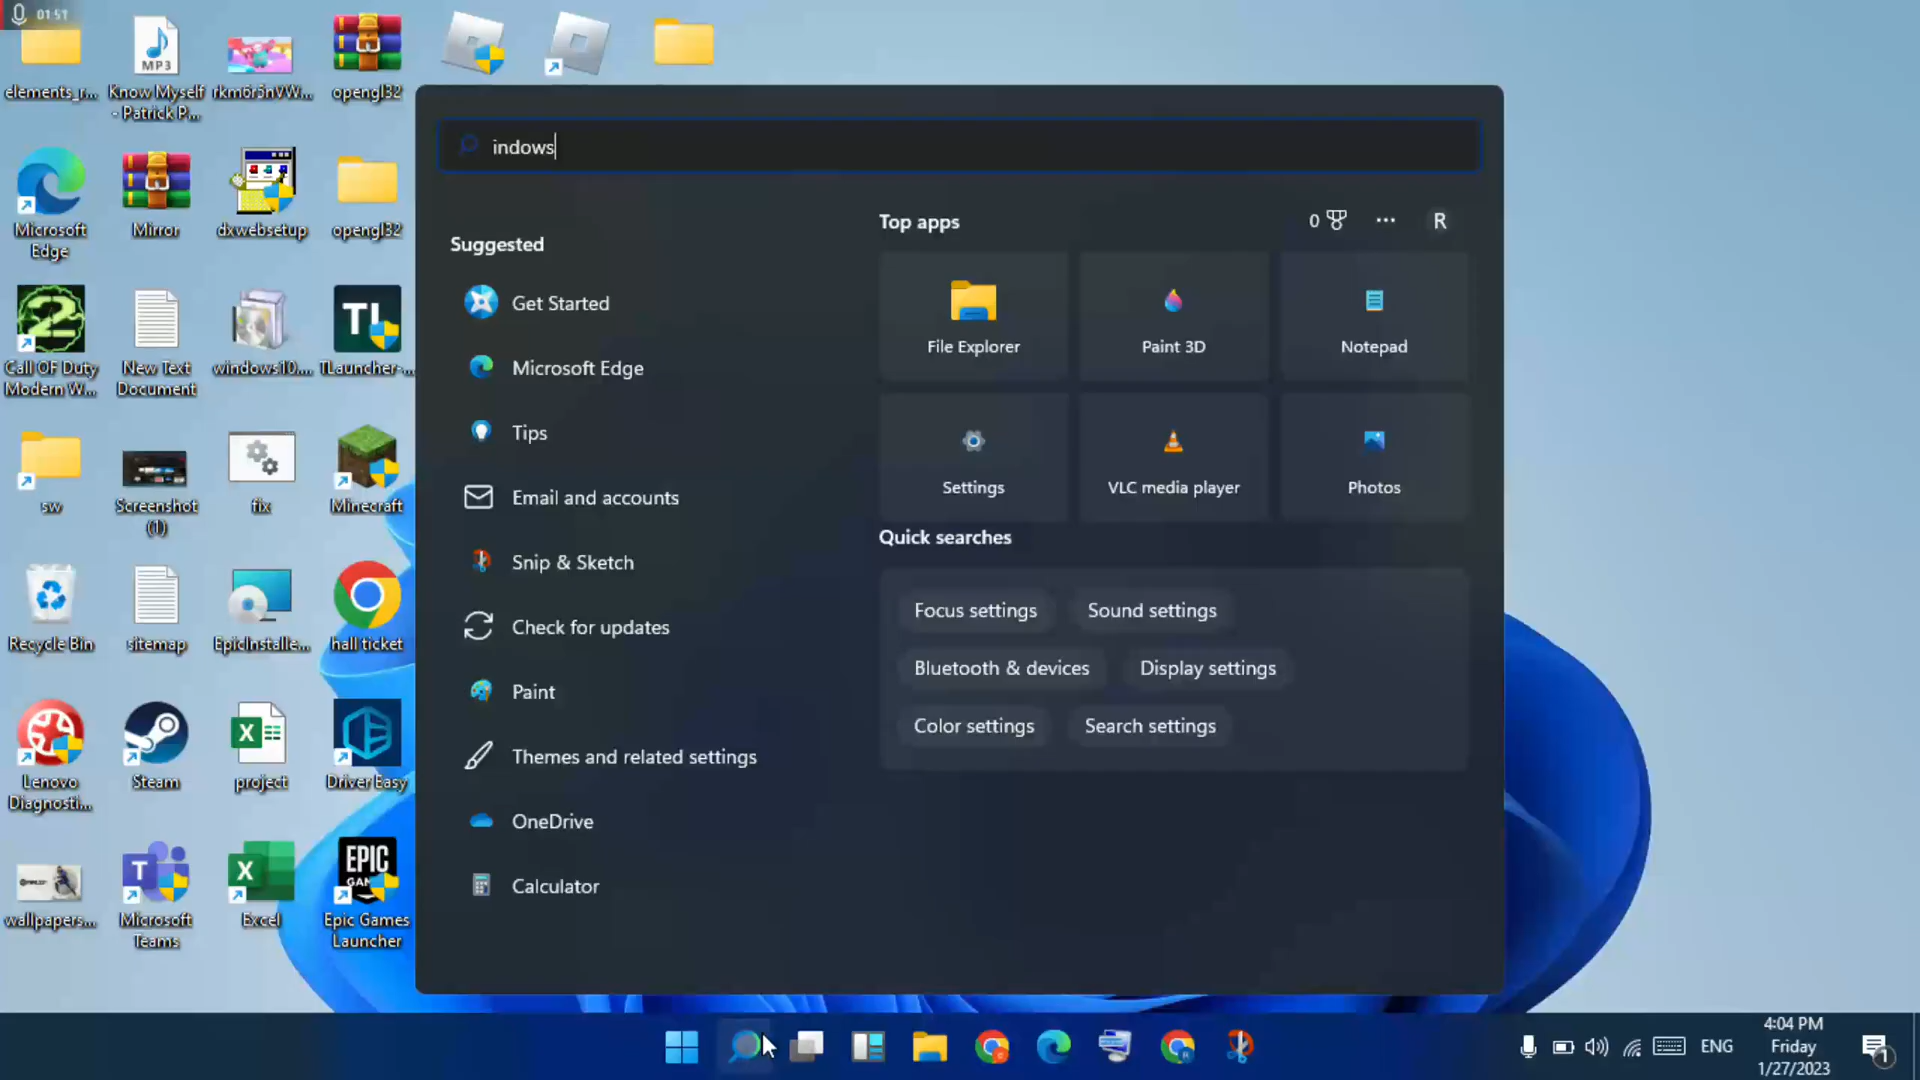 01:51
elements_r...
Know Myself
- Patrick P...
rkm6r5nVW...
opengl32
MP3
indows
Microsoft
Edge
Mirror
dxwebsetup
opengl32
Call OF Duty
Modern W...
New Text
Document
windows10....
TL
TLauncher-...
sw
Screenshot
(1)
fix
Minecraft
Recycle Bin
sitemap
EpicInstalle...
hall ticket
Lenovo
Diagnosti...
Steam
project
Driver Easy
wallpapers...
Microsoft
Teams
Excel
EPIC
GAMES
Epic Games
Launcher
Suggested
Get Started
Microsoft Edge
Tips
Email and accounts
Snip & Sketch
Check for updates
Paint
Themes and related settings
OneDrive
Calculator
Top apps
0
R
File Explorer
Paint 3D
Notepad
Settings
VLC media player
Photos
Quick searches
Focus settings
Sound settings
Bluetooth & devices
Display settings
Color settings
Search settings
ENG
4:04 PM
Friday
1/27/2023
1